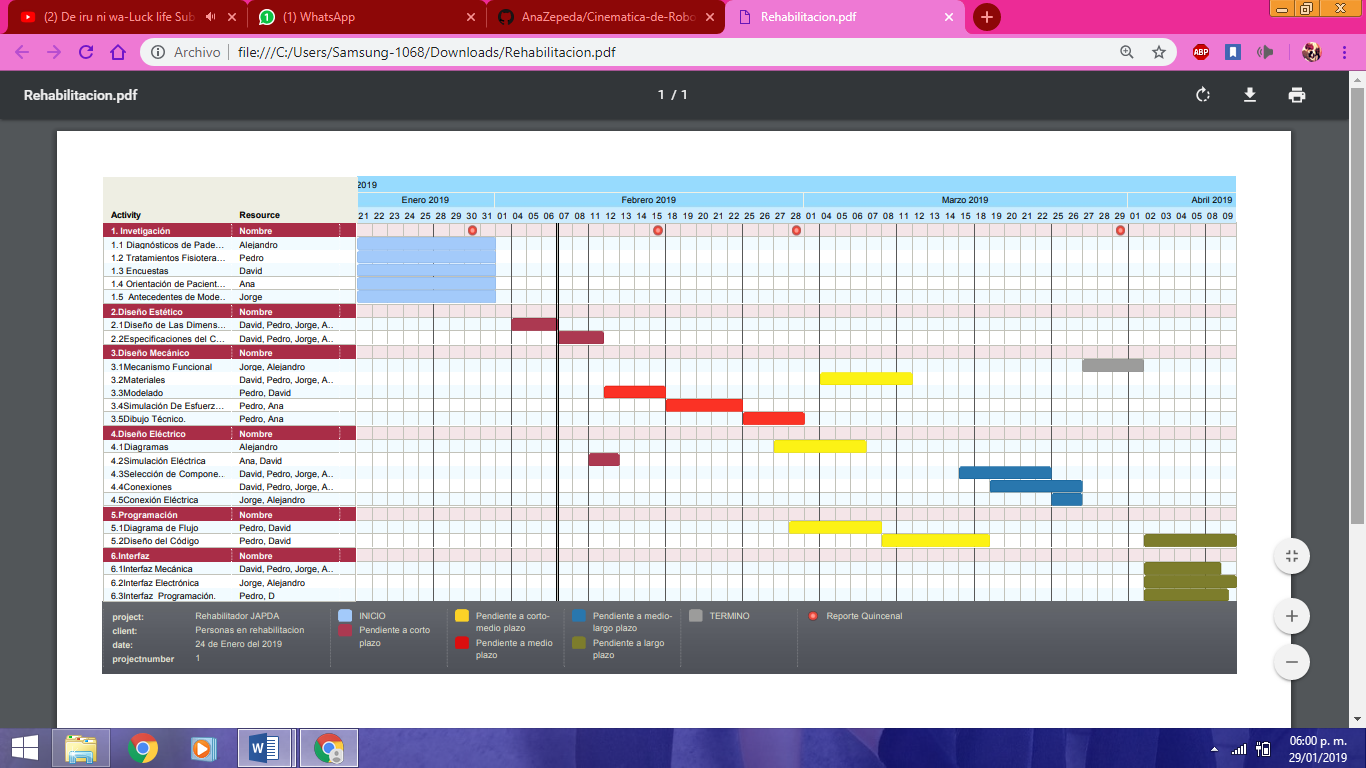 (2) De iru ni wa-Luck life Sub
(1) WhatsApp
AnaZepeda/Cinematica-de-Robo
Rehabilitacion.pdf
Archivo
file:///C:/Users/Samsung-1068/Downloads/Rehabilitacion.pdf
ABP
Rehabilitacion.pdf
1 / 1
2019
Enero 2019 Febrero 2019 Marzo 2019 Abril 2019
Activity Resource 21 22 23 24 25 28 29 30 31 01 04 05 06 07 08 11 12 13 14 15 18 19 20 21 22 25 26 27 28 01 04 05 06 07 08 11 12 13 14 15 18 19 20 21 22 25 26 27 28 29 01 02 03 04 05 08 09
1. Invetigación Nombre
1.1 Diagnósticos de Pade... Alejandro
1.2 Tratamientos Fisiotera... Pedro
1.3 Encuestas David
1.4 Orientación de Pacient... Ana
1.5 Antecedentes de Mode... Jorge
2.Diseño Estético Nombre
2.1Diseño de Las Dimens... David, Pedro, Jorge, A..
2.2Especificaciones del C... David, Pedro, Jorge, A..
3.Diseño Mecánico Nombre
3.1Mecanismo Funcional Jorge, Alejandro
3.2Materiales David, Pedro, Jorge, A..
3.3Modelado Pedro, David
3.4Simulación De Esfuerz... Pedro, Ana
3.5Dibujo Técnico. Pedro, Ana
4.Diseño Eléctrico Nombre
4.1Diagramas Alejandro
4.2Simulación Eléctrica Ana, David
4.3Selección de Compone... David, Pedro, Jorge, A..
4.4Conexiones David, Pedro, Jorge, A..
4.5Conexión Eléctrica Jorge, Alejandro
5.Programación Nombre
5.1Diagrama de Flujo Pedro, David
5.2Diseño del Código Pedro, David
6.Interfaz Nombre
6.1Interfaz Mecánica David, Pedro, Jorge, A..
6.2Interfaz Electrónica Jorge, Alejandro
6.3Interfaz Programación. Pedro, D
project: Rehabilitador JAPDA
client: Personas en rehabilitacion
date: 24 de Enero del 2019
projectnumber 1
INICIO
Pendiente a corto
plazo
Pendiente a corto-
medio plazo
Pendiente a medio
plazo
Pendiente a medio-
largo plazo
Pendiente a largo
plazo
TERMINO
Reporte Quincenal
06:00 p. m.
29/01/2019